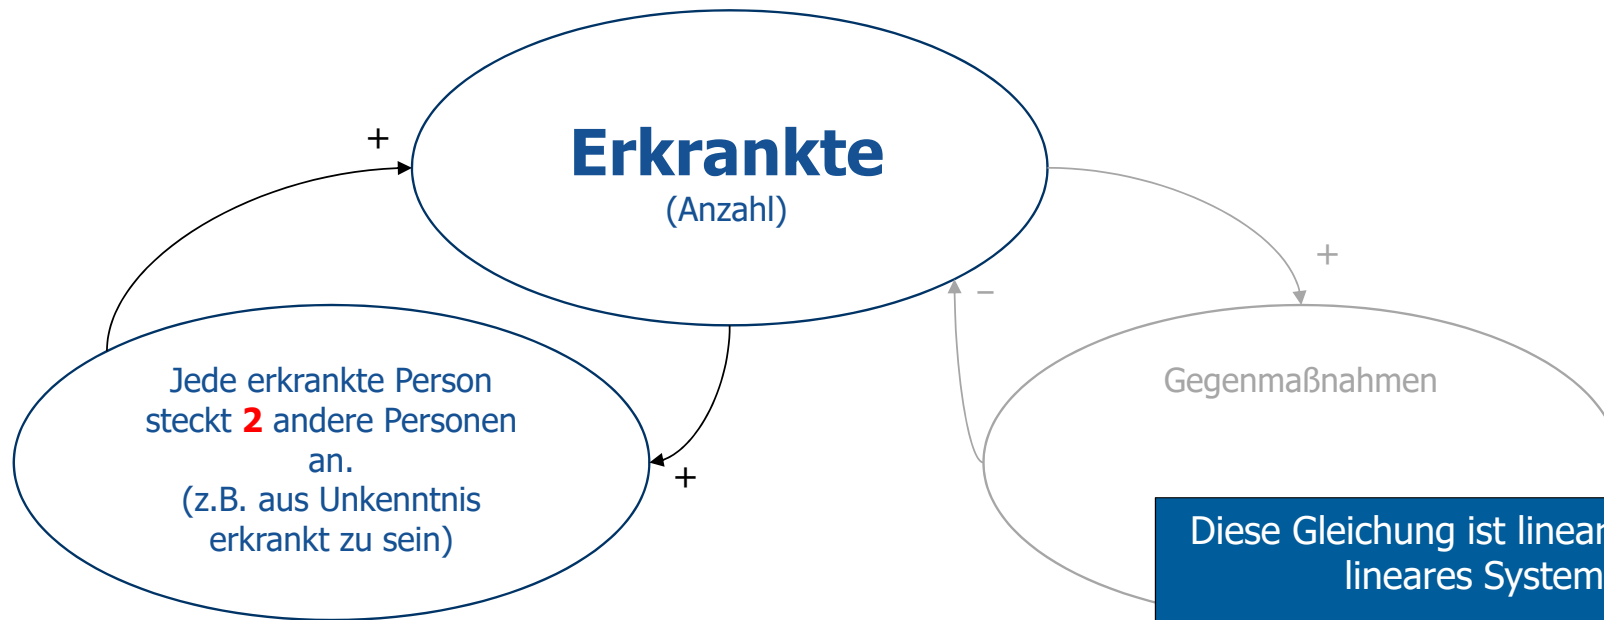 +
Erkrankte
(Anzahl)
+
-
Jede erkrankte Person
steckt 2 andere Personen
an.
(z.B. aus Unkenntnis
erkrankt zu sein)
+
Gegenmaßnahmen
Diese Gleichung ist linear
lineares System